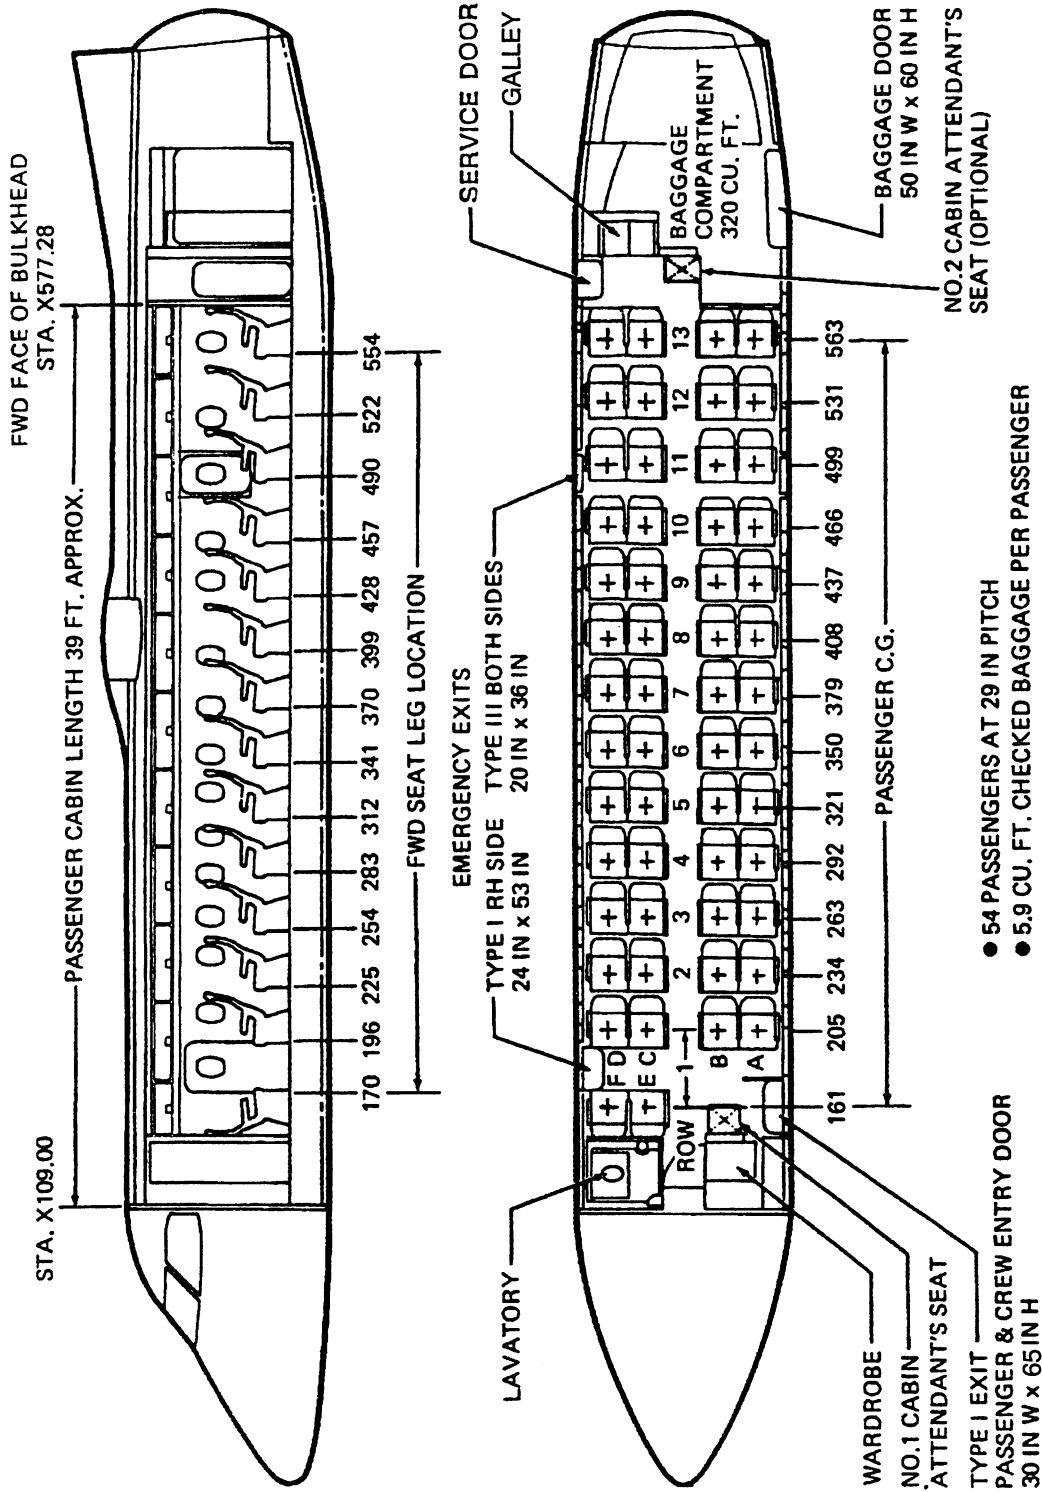 STA. X109.00
FWD FACE OF BULKHEAD
STA. X577.28
PASSENGER CABIN LENGTH 39 FT. APPROX.
170 196 225 254 283 312 341 370 399 428 457 490 522 554
FWD SEAT LEG LOCATION
EMERGENCY EXITS
TYPE I RH SIDE TYPE III BOTH SIDES
24 IN x 53 IN 20 IN x 36 IN
LAVATORY
SERVICE DOOR
GALLEY
F D
E C
ROW 1 2 3 4 5 6 7 8 9 10 11 12 13
B
A
BAGGAGE
COMPARTMENT
320 CU. FT.
161 205 234 263 292 321 350 379 408 437 466 499 531 563
PASSENGER C.G.
WARDROBE
NO.1 CABIN
ATTENDANT'S SEAT
TYPE I EXIT
PASSENGER & CREW ENTRY DOOR
30 IN W x 65 IN H
BAGGAGE DOOR
50 IN W x 60 IN H
NO.2 CABIN ATTENDANT'S
SEAT (OPTIONAL)
● 54 PASSENGERS AT 29 IN PITCH
● 5.9 CU. FT. CHECKED BAGGAGE PER PASSENGER